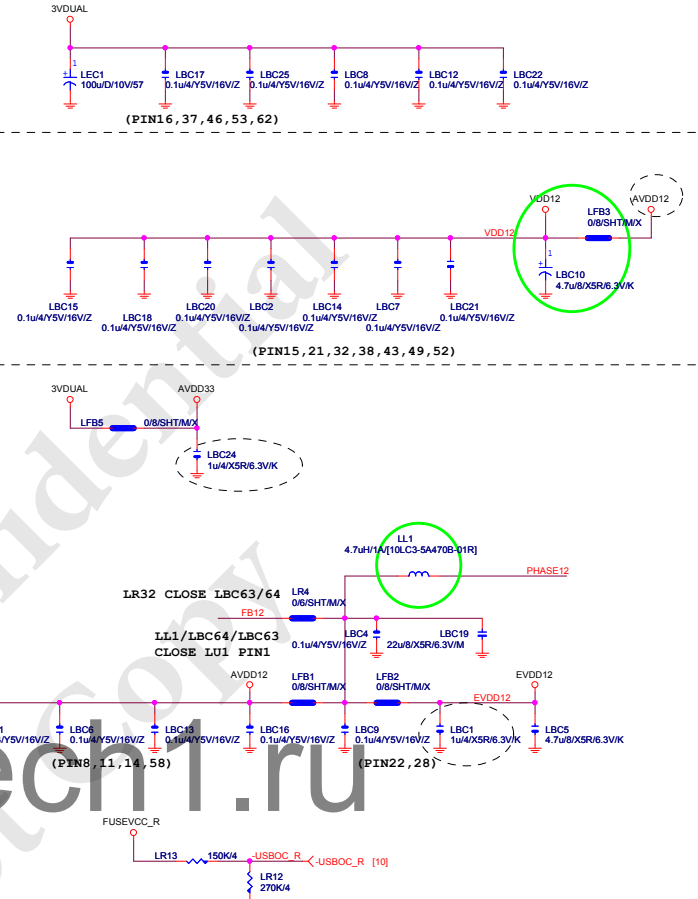 3VDUAL
1
LEC1
100u/D/10V/57
LBC17
0.1u/4/Y5V/16V/Z
LBC25
0.1u/4/Y5V/16V/Z
LBC8
0.1u/4/Y5V/16V/Z
LBC12
0.1u/4/Y5V/16V/Z
LBC22
0.1u/4/Y5V/16V/Z
(PIN16,37,46,53,62)
VDD12
AVDD12
LFB3
0/8/SHT/M/X
VDD12
1
LBC10
4.7u/8/X5R/6.3V/K
LBC15
0.1u/4/Y5V/16V/Z
LBC18
0.1u/4/Y5V/16V/Z
LBC20
0.1u/4/Y5V/16V/Z
LBC2
0.1u/4/Y5V/16V/Z
LBC14
0.1u/4/Y5V/16V/Z
LBC7
0.1u/4/Y5V/16V/Z
LBC21
0.1u/4/Y5V/16V/Z
(PIN15,21,32,38,43,49,52)
3VDUAL
AVDD33
LFB5
0/8/SHT/M/X
LBC24
1u/4/X5R/6.3V/K
LL1
4.7uH/1A/[10LC3-5A470B-01R]
PHASE12
LR32 CLOSE LBC63/64
LR4
0/6/SHT/M/X
FB12
LL1/LBC64/LBC63
CLOSE LU1 PIN1
LBC4
0.1u/4/Y5V/16V/Z
LBC19
22u/8/X5R/6.3V/M
AVDD12
LFB1
0/8/SHT/M/X
LFB2
0/8/SHT/M/X
EVDD12
EVDD12
1
/Y5V/16V/Z
LBC6
0.1u/4/Y5V/16V/Z
LBC13
0.1u/4/Y5V/16V/Z
LBC16
0.1u/4/Y5V/16V/Z
LBC9
0.1u/4/Y5V/16V/Z
LBC1
1u/4/X5R/6.3V/K
LBC5
4.7u/8/X5R/6.3V/K
(PIN8,11,14,58)
(PIN22,28)
FUSEVCC_R
LR13
150K/4
-USBOC_R
-USBOC_R [10]
LR12
270K/4
fidential
Copy
ech1.ru